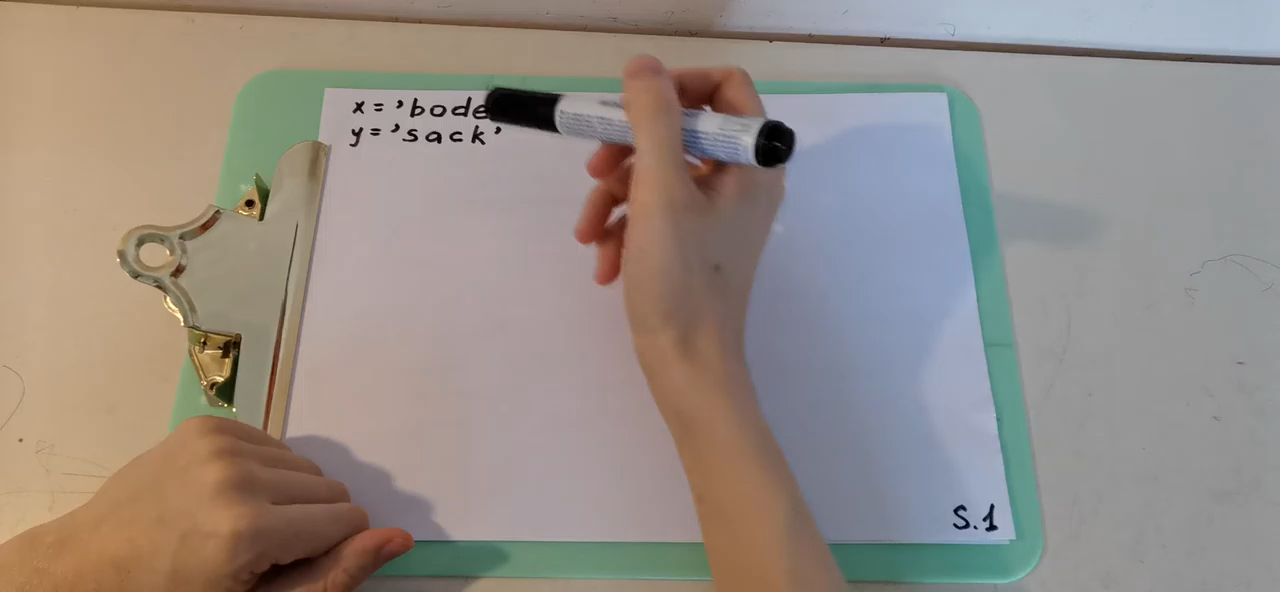 x = 'bode
y = 'sack'
S.1